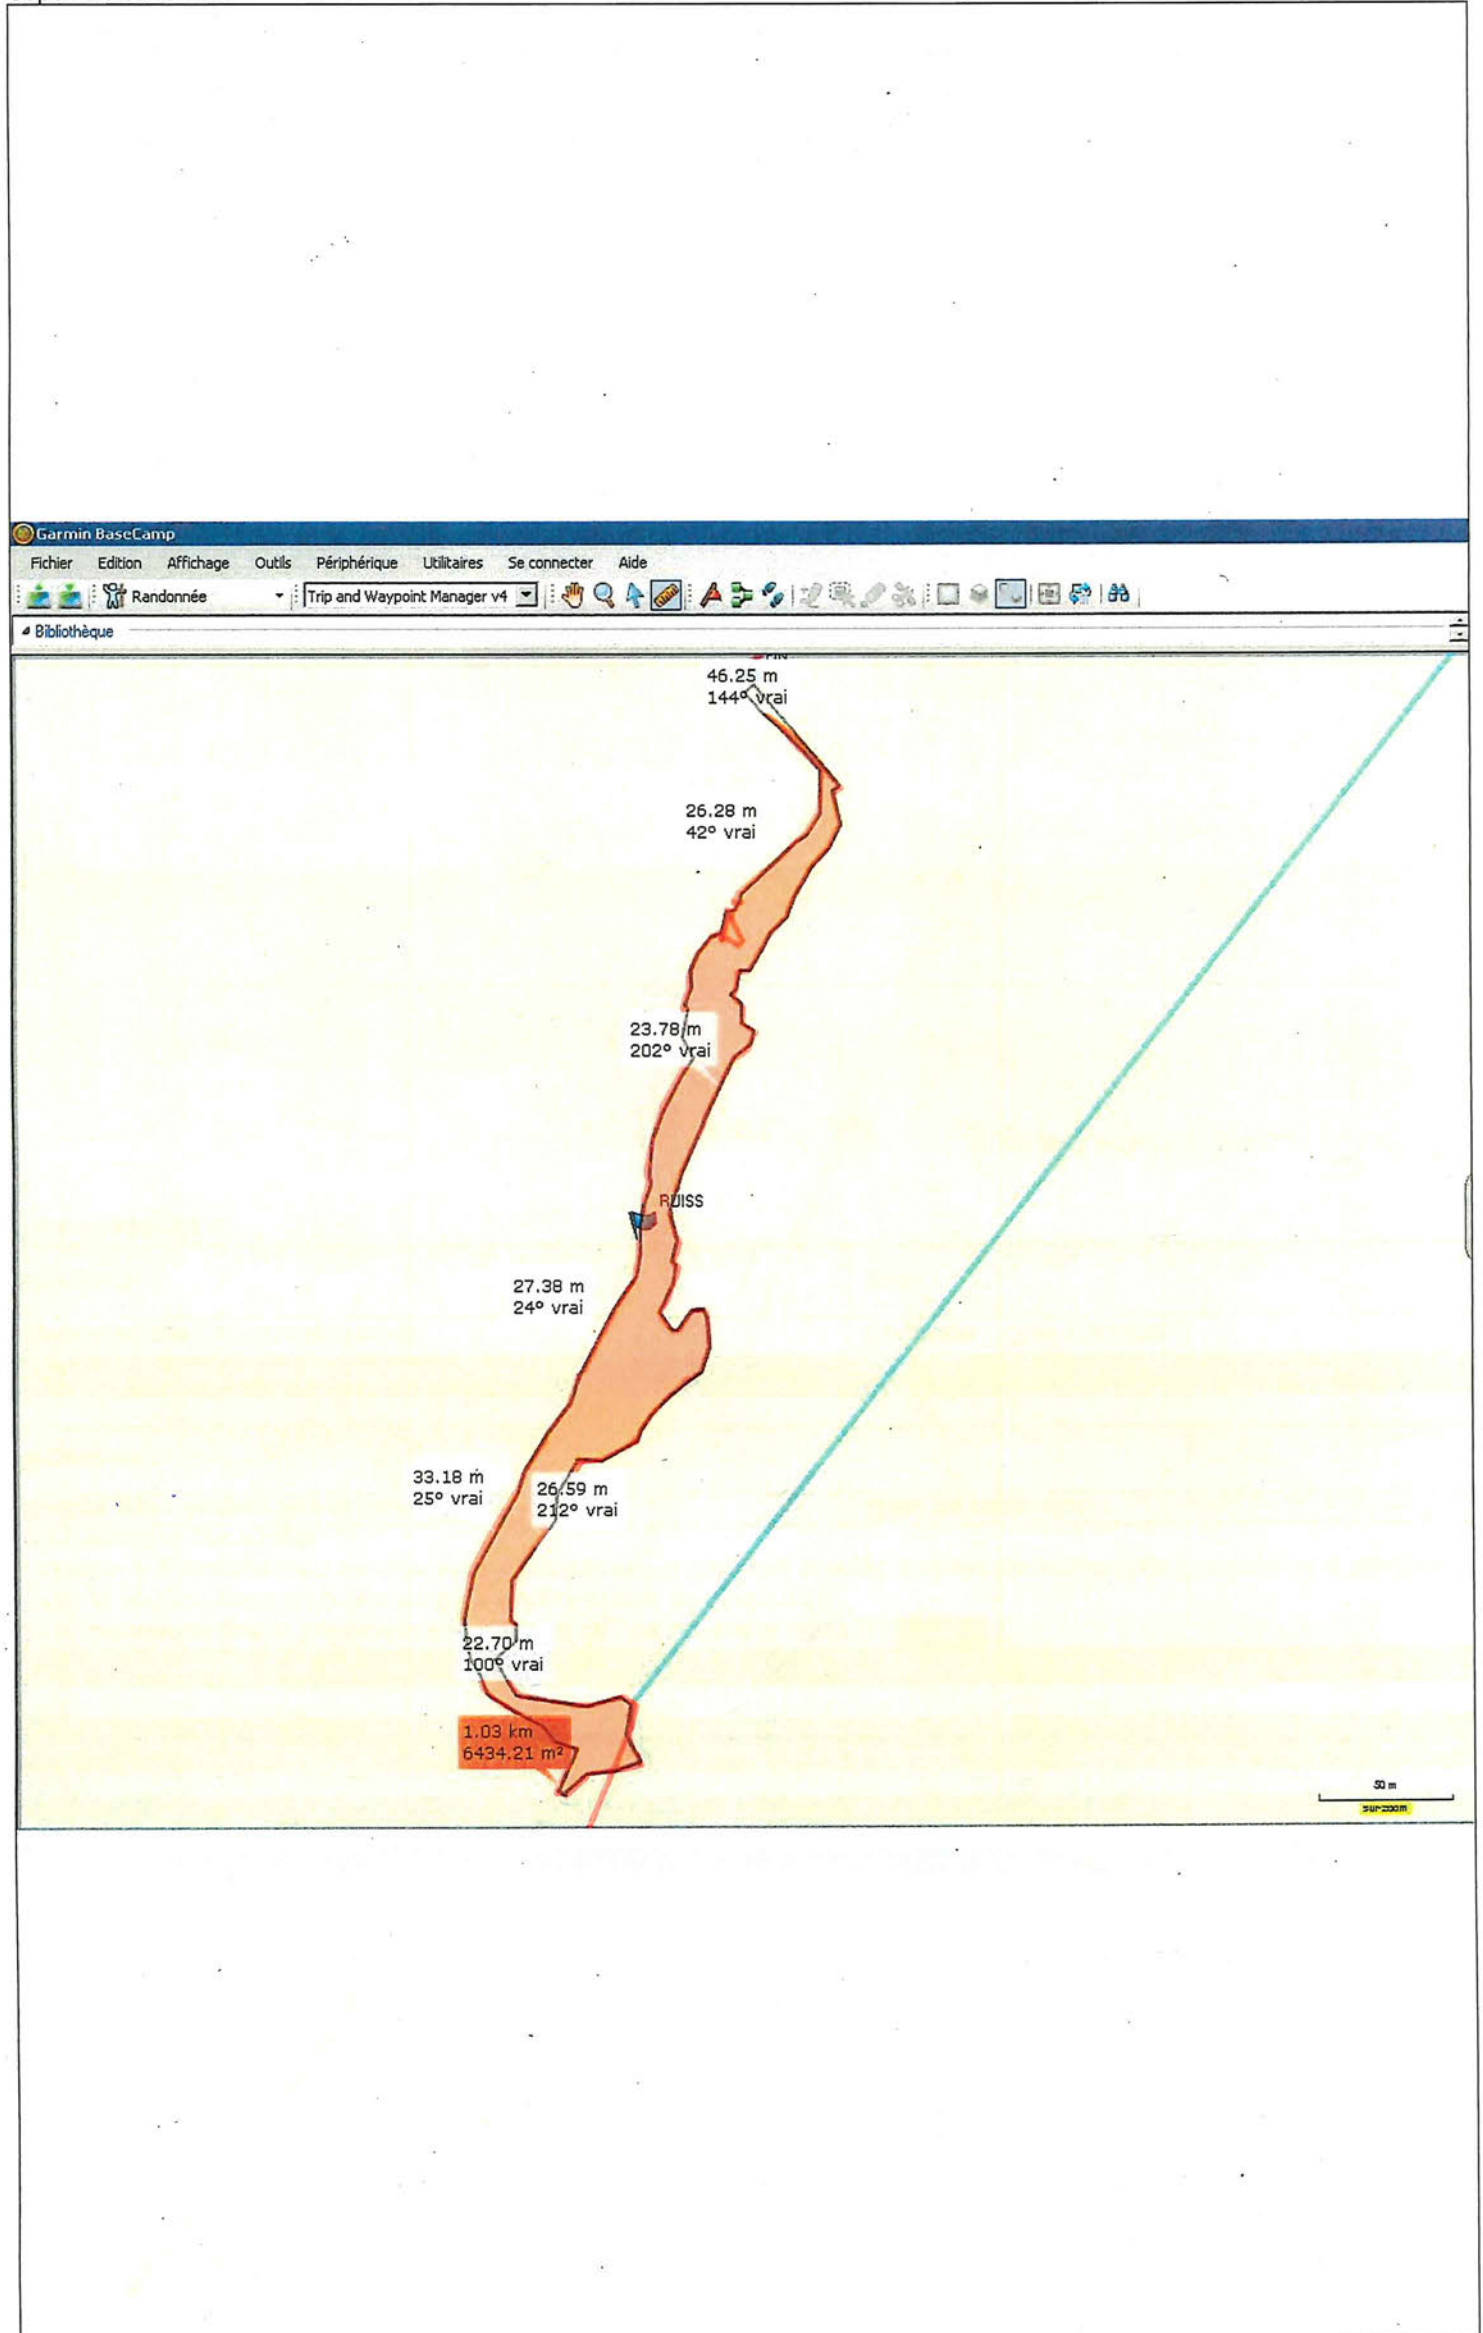 Garmin BaseCamp
Fichier Edition Affichage Outils Périphérique Utilitaires Se connecter Aide
Randonnée Trip and Waypoint Manager v4
Bibliothèque
46.25 m
144° vrai
26.28 m
42° vrai
23.78 m
202° vrai
RUISS
27.38 m
24° vrai
33.18 m
25° vrai
26.59 m
212° vrai
22.70 m
100° vrai
1.03 km
6434.21 m²
50 m
sur-zoom